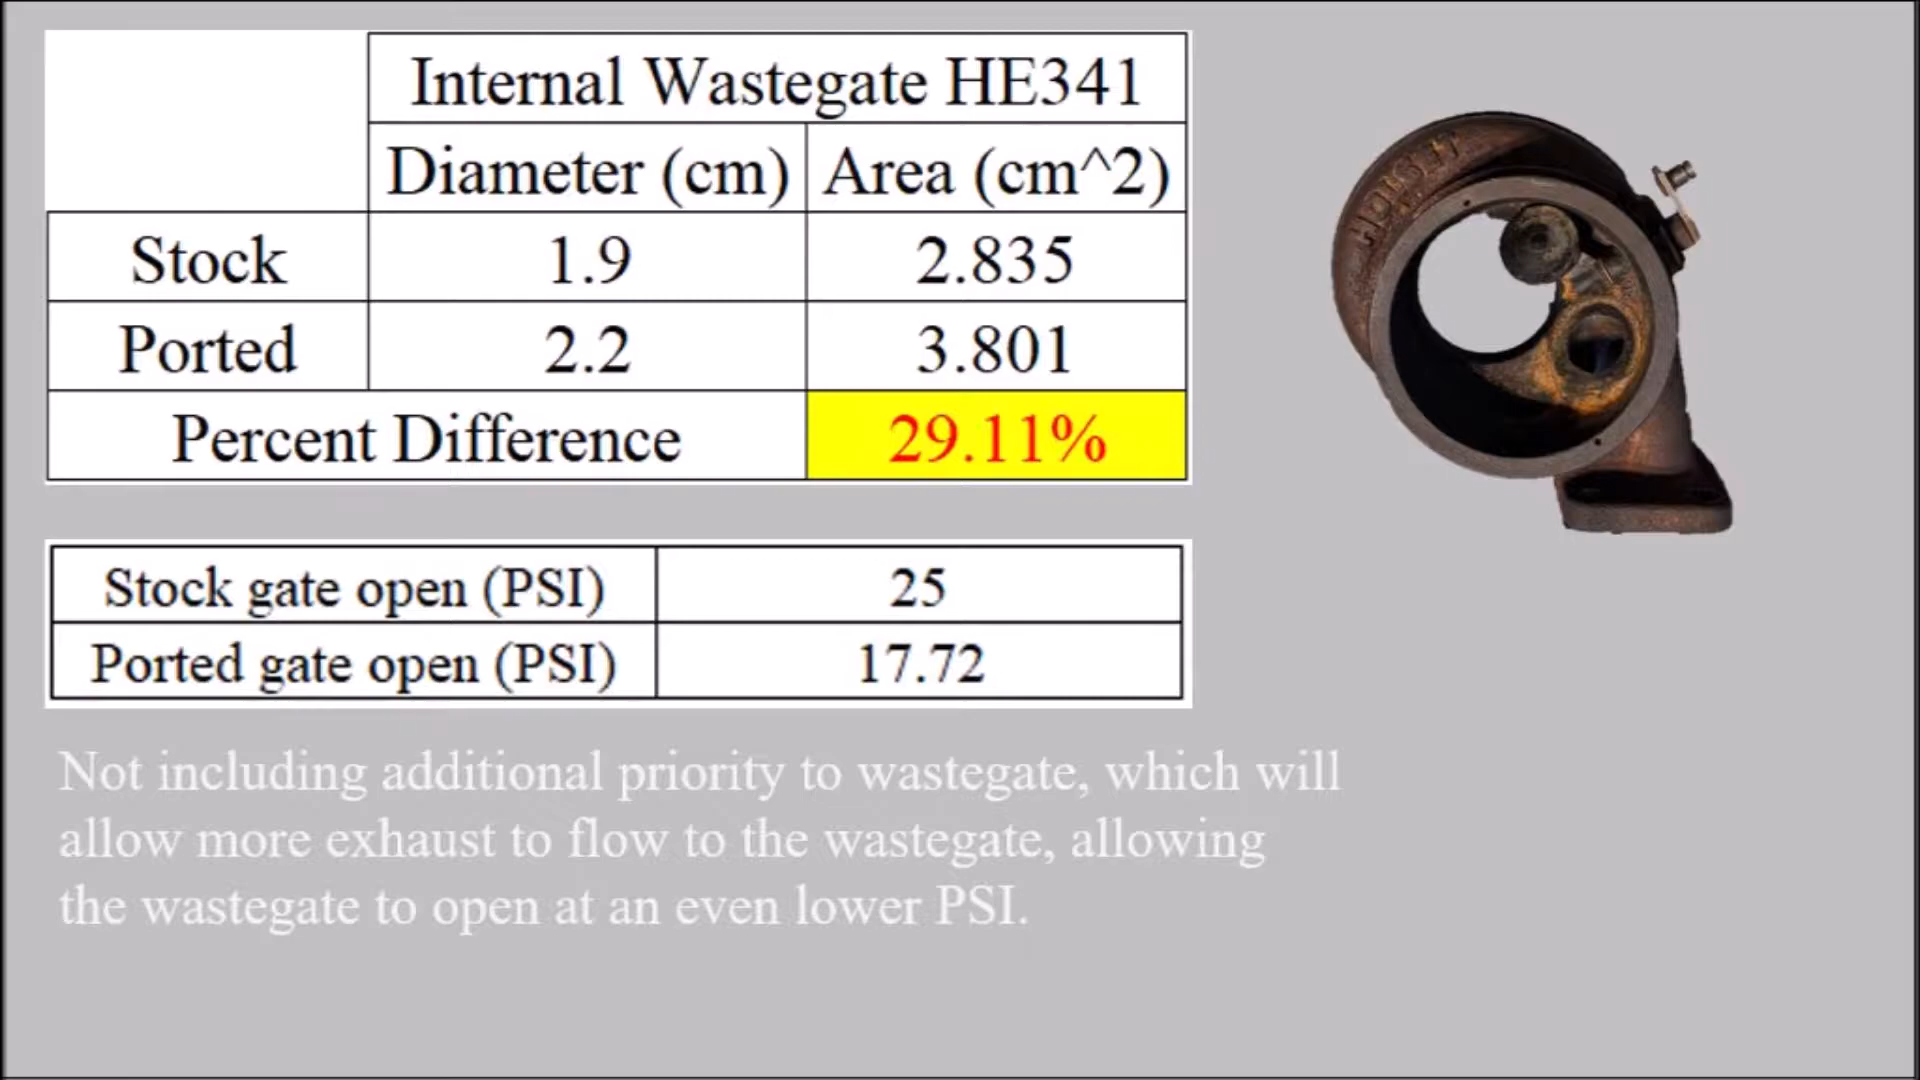 Internal Wastegate HE341
Diameter (cm) Area (cm^2)
Stock 1.9 2.835
Ported 2.2 3.801
Percent Difference 29.11%
Stock gate open (PSI) 25
Ported gate open (PSI) 17.72
Not including additional priority to wastegate, which will
allow more exhaust to flow to the wastegate, allowing
the wastegate to open at an even lower PSI.